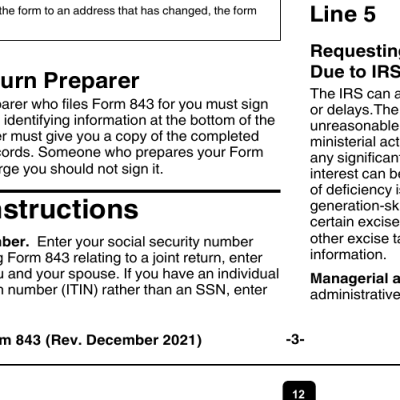 the form to an address that has changed, the form
urn Preparer
parer who files Form 843 for you must sign
identifying information at the bottom of the
er must give you a copy of the completed
cords. Someone who prepares your Form
rge you should not sign it.
nstructions
mber. Enter your social security number
g Form 843 relating to a joint return, enter
u and your spouse. If you have an individual
n number (ITIN) rather than an SSN, enter
m 843 (Rev. December 2021)
-3-
Line 5
Requesting
Due to IRS
The IRS can a
or delays.The
unreasonable
ministerial act
any significant
interest can be
of deficiency i
generation-sk
certain excise
other excise ta
information.
Managerial a
administrative
12